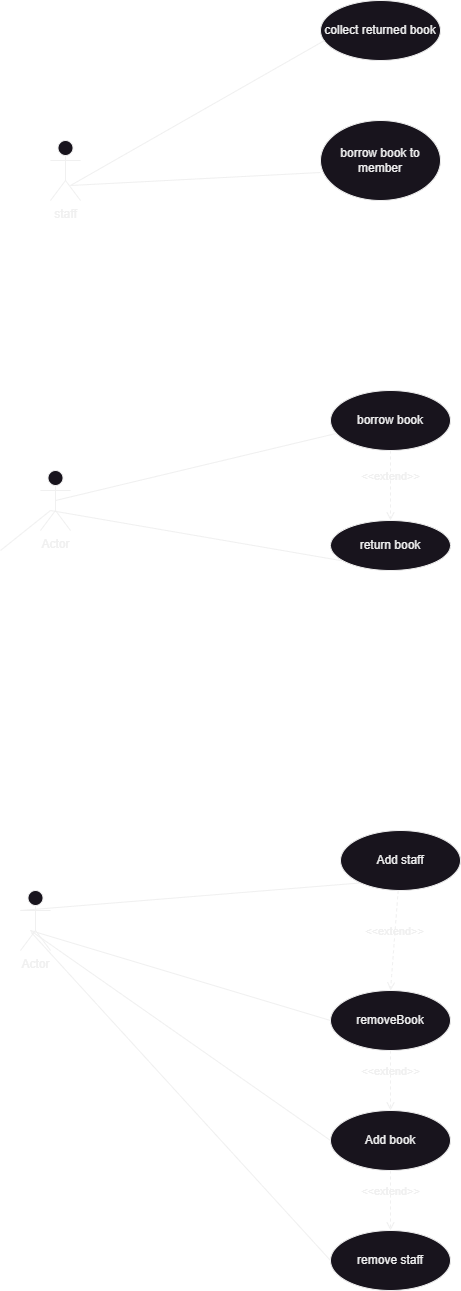 collect returned book
borrow book to
member
staff
borrow book
<<extend>>
return book
Actor
Add staff
<<extend>>
Actor
removeBook
<<extend>>
Add book
<<extend>>
remove staff